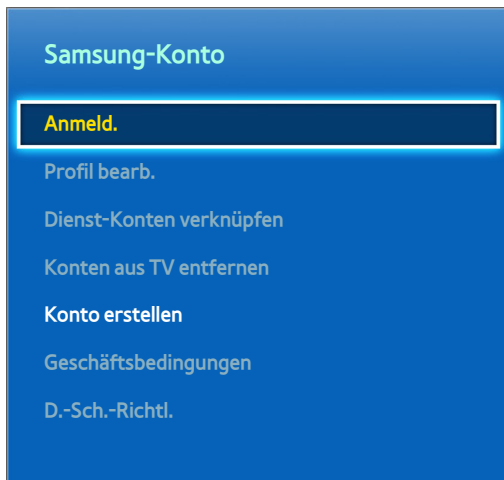 Samsung-Konto
Anmeld.
Profil bearb.
Dienst-Konten verknüpfen
Konten aus TV entfernen
Konto erstellen
Geschäftsbedingungen
D.-Sch.-Richtl.